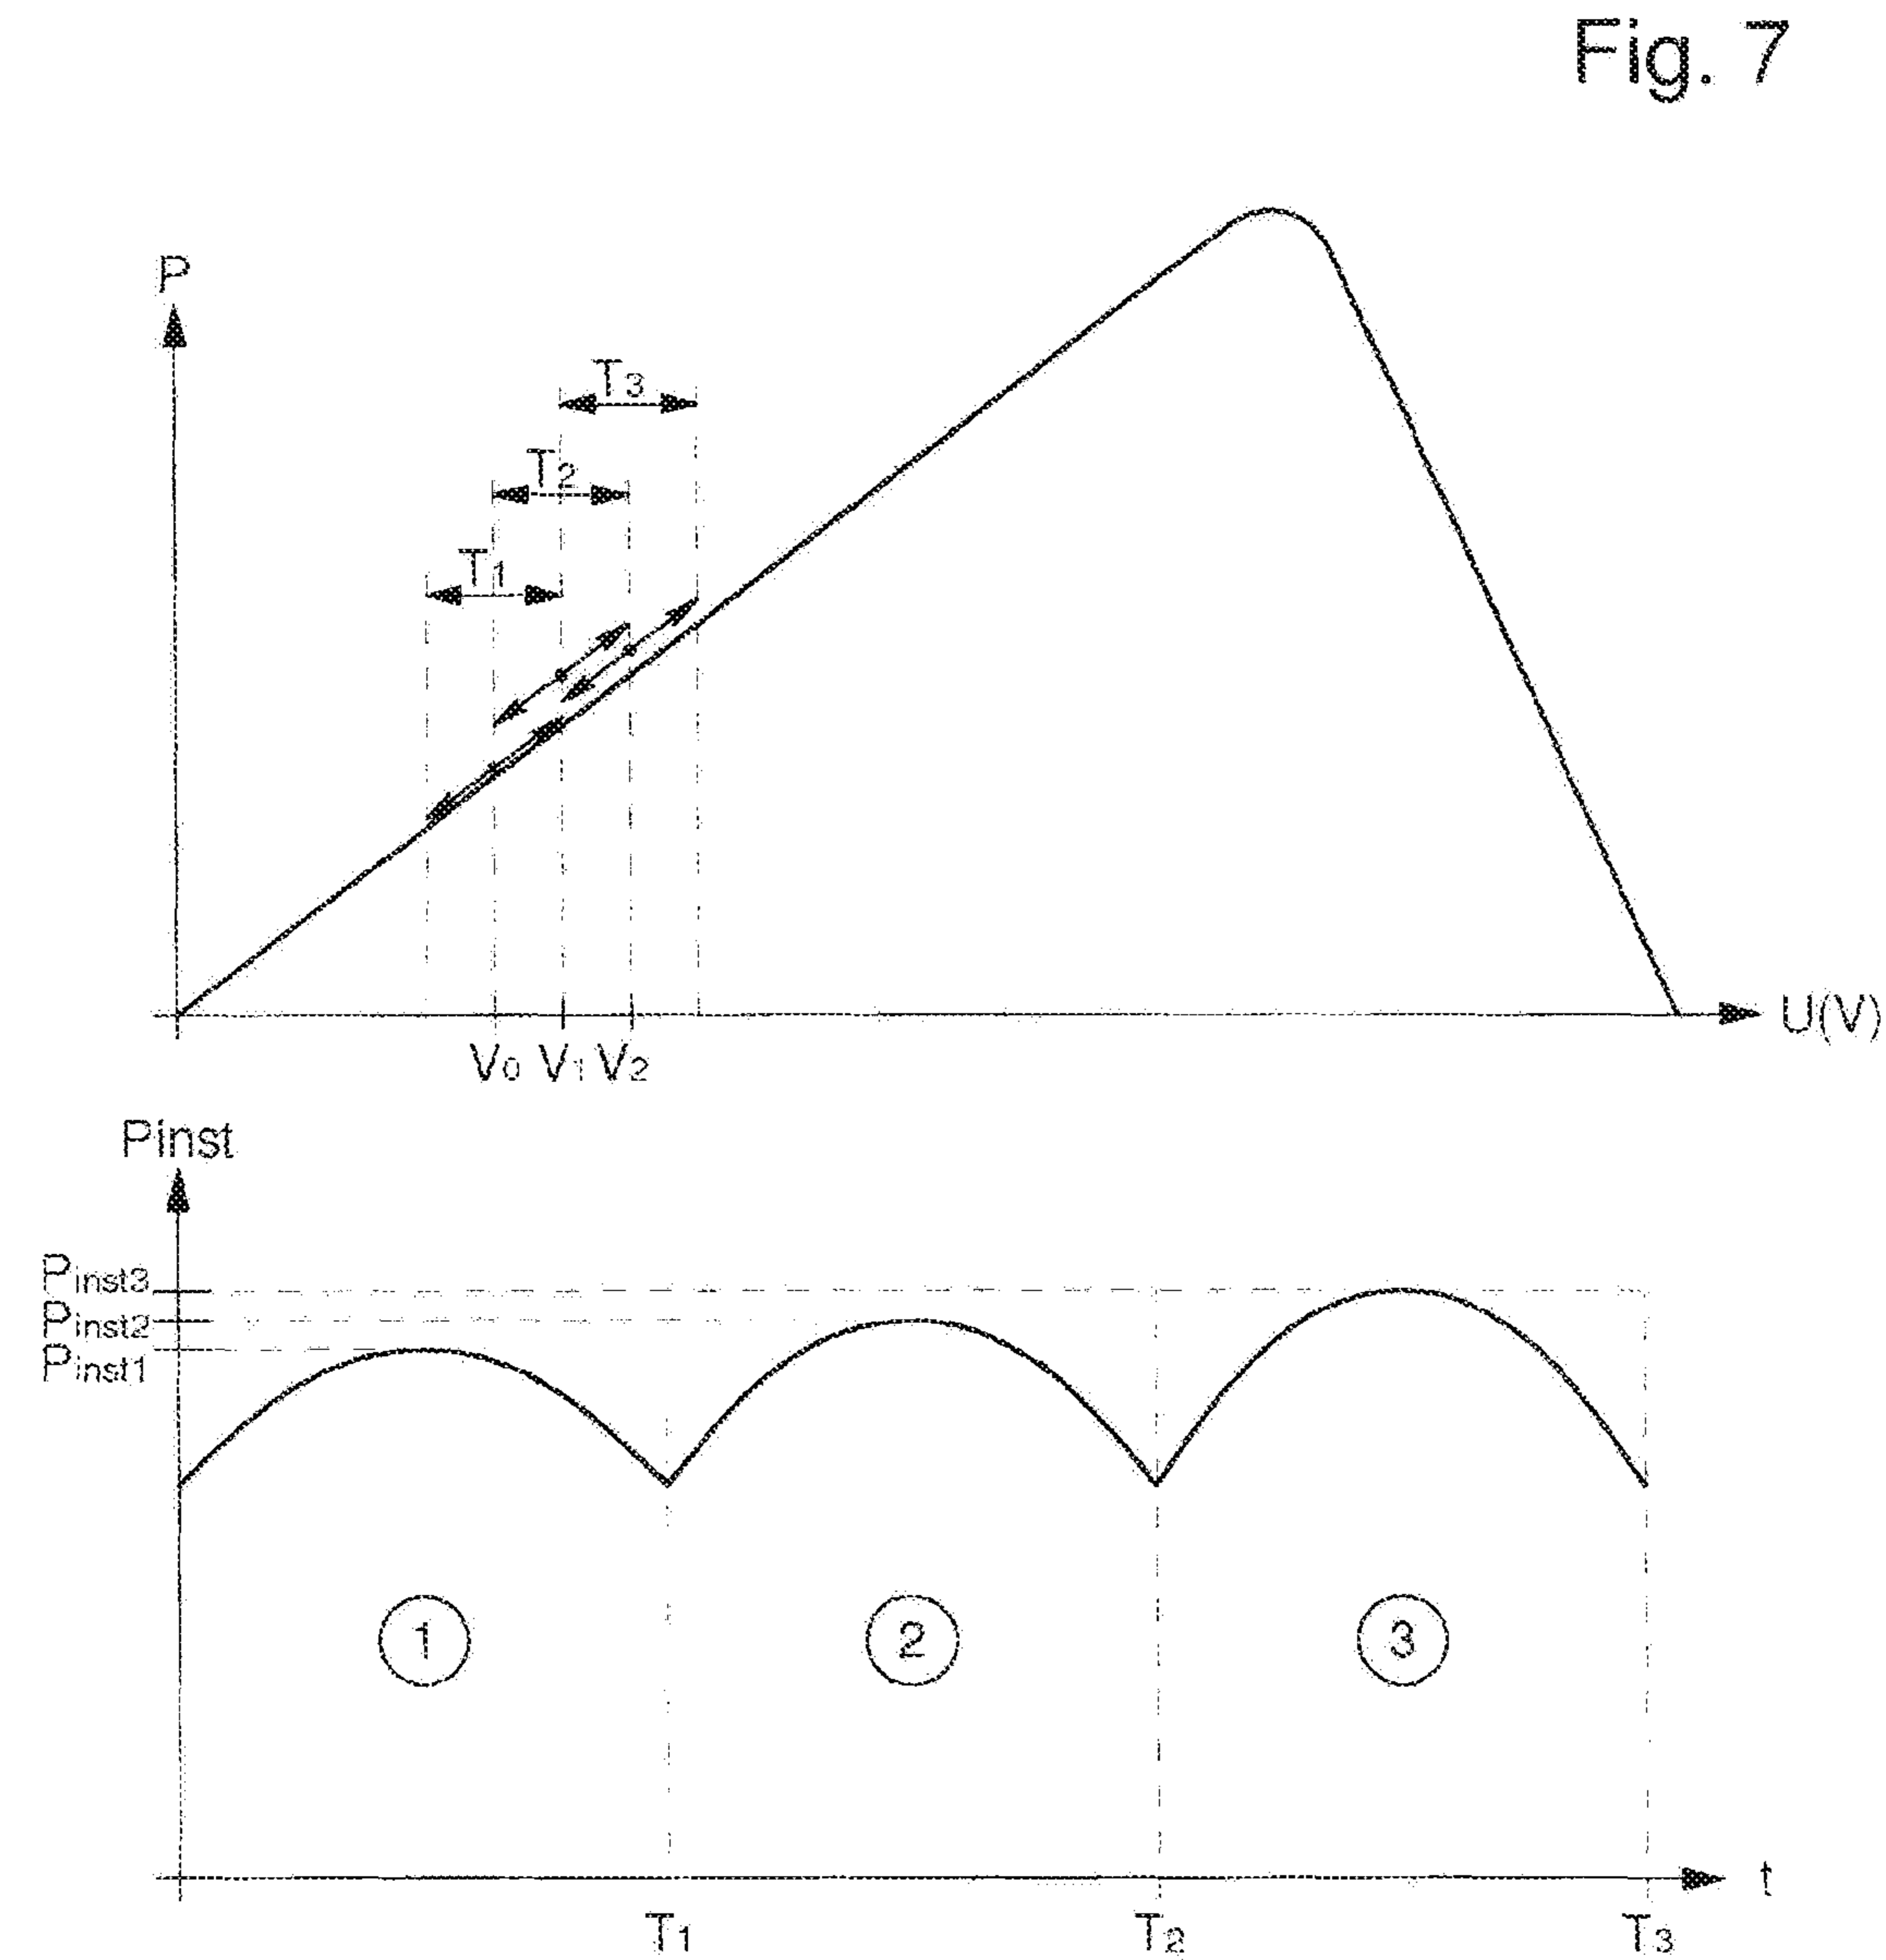 Fig. 7
P
T3
T2
T1
U(V)
V0 V1 V2
Pinst
Pinst3
Pinst2
Pinst1
1 2 3
t
T1 T2 T3